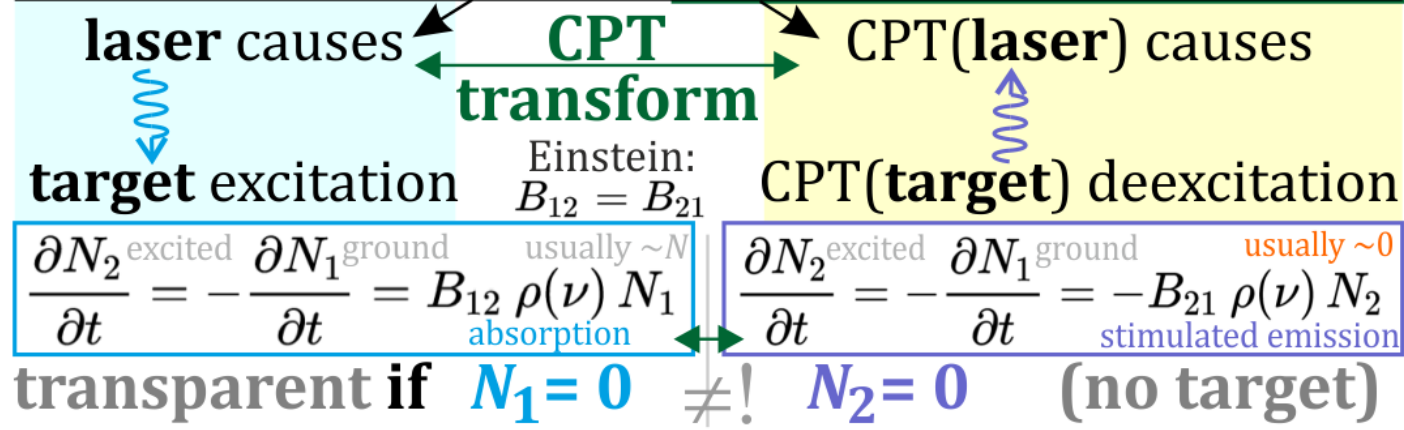 laser causes
CPT
transform
CPT(laser) causes
target excitation
Einstein:
B₁₂ = B₂₁
CPT(target) deexcitation
∂N₂/∂t excited = −∂N₁/∂t ground = B₁₂ ρ(ν) N₁ usually ~N
absorption
∂N₂/∂t excited = −∂N₁/∂t ground = −B₂₁ ρ(ν) N₂ usually ~0
stimulated emission
transparent if N₁= 0 ≠! N₂= 0 (no target)